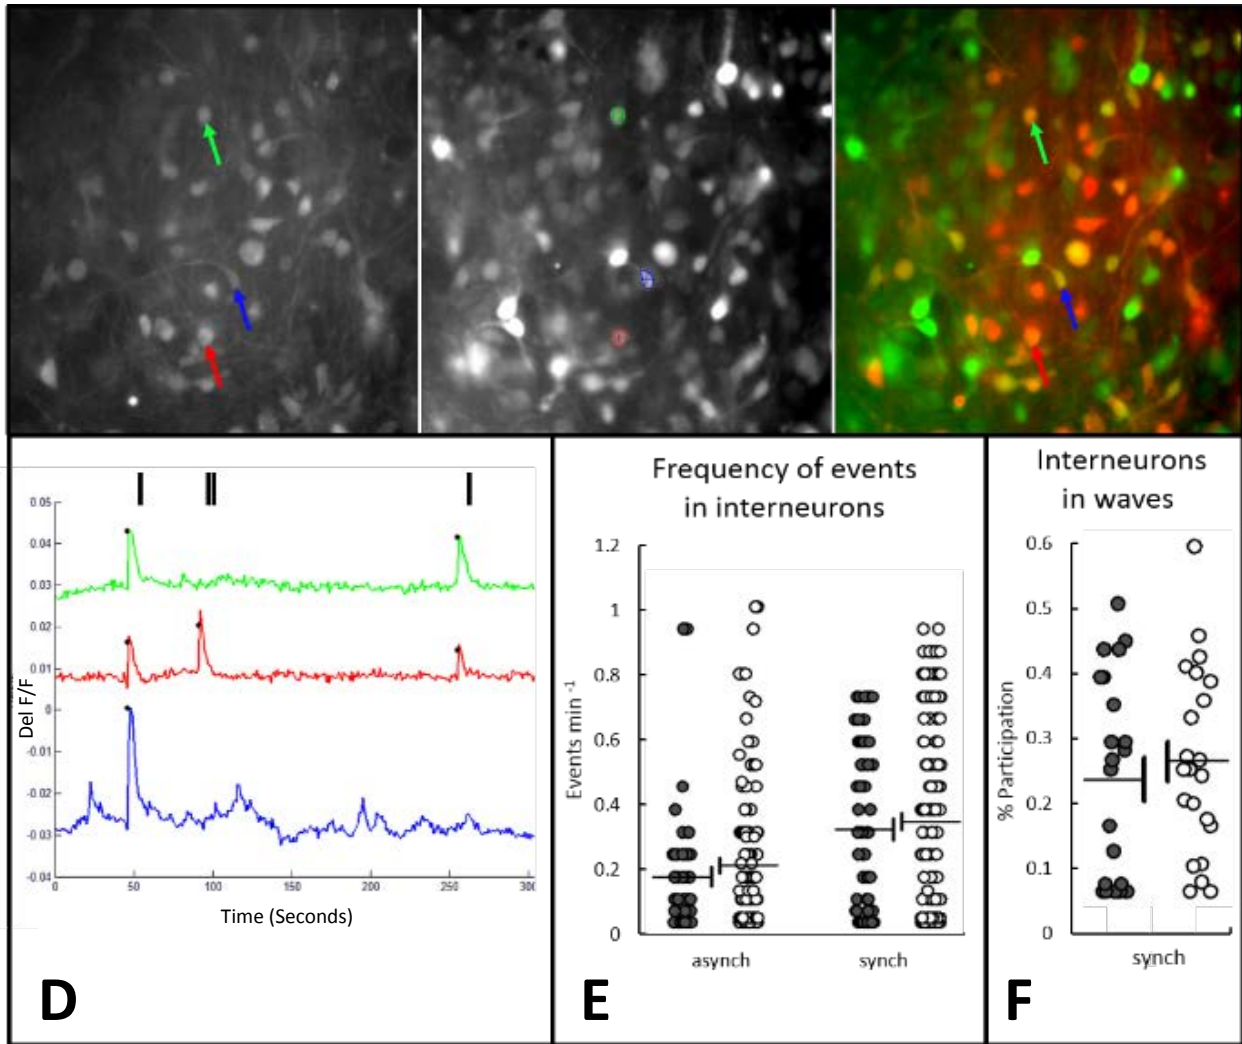 0.05
0.04
0.03
0.02
0.01
0
-0.01
-0.02
-0.03
-0.04
Del F/F
0 50 100 150 200 250 300
Time (Seconds)
D
Frequency of events
in interneurons
1.2
1
0.8
0.6
0.4
0.2
0
Events min -1
asynch synch
E
Interneurons
in waves
0.6
0.5
0.4
0.3
0.2
0.1
0
% Participation
synch
F